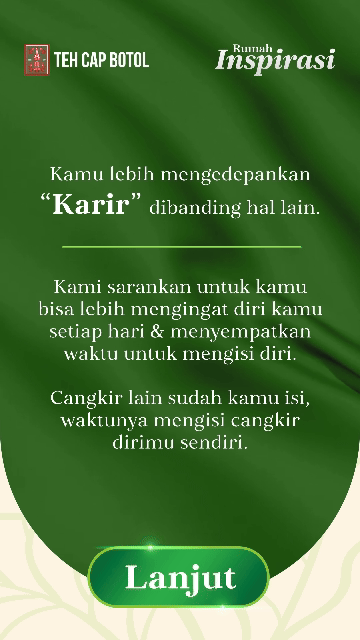 TEH CAP BOTOL
Rumah
Inspirasi
Kamu lebih mengedepankan
“Karir” dibanding hal lain.
Kami sarankan untuk kamu
bisa lebih mengingat diri kamu
setiap hari & menyempatkan
waktu untuk mengisi diri.
Cangkir lain sudah kamu isi,
waktunya mengisi cangkir
dirimu sendiri.
Lanjut